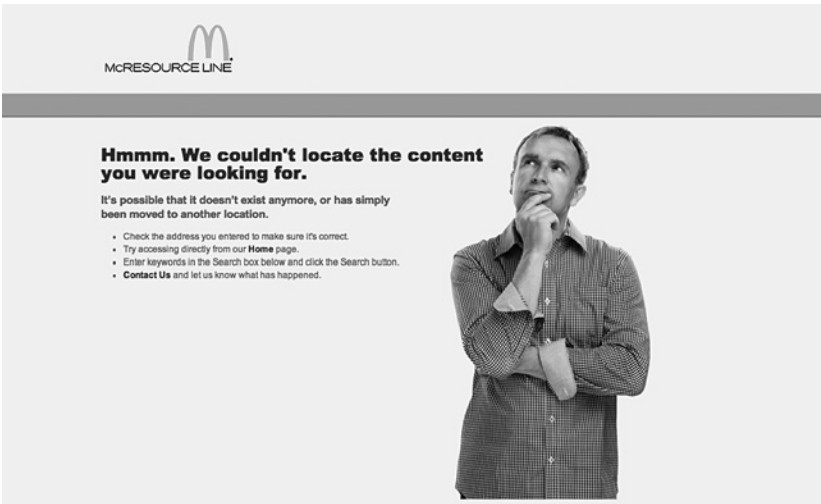 McRESOURCE LINE
Hmmm. We couldn't locate the content
you were looking for.
It's possible that it doesn't exist anymore, or has simply
been moved to another location.
• Check the address you entered to make sure it's correct.
• Try accessing directly from our Home page.
• Enter keywords in the Search box below and click the Search button.
• Contact Us and let us know what has happened.